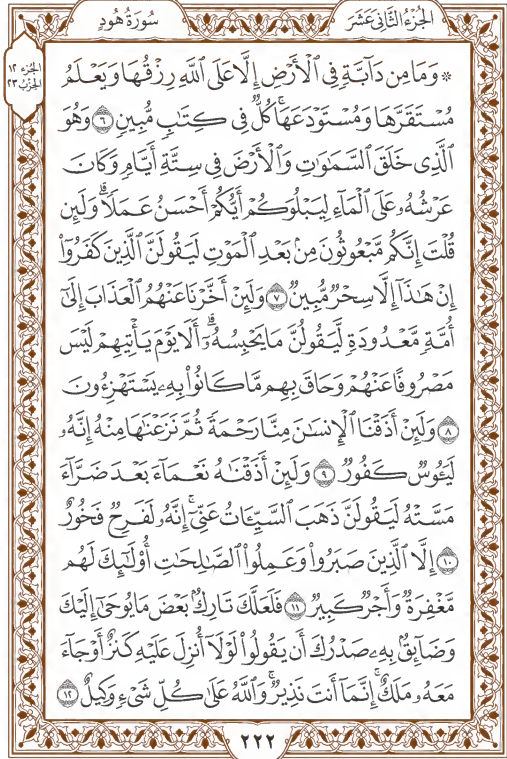 الجزء الثاني عشر
سورة هود
الجزء ١٢
الحزب ٢٣
۞ وَمَا مِن دَآبَّةٖ فِي ٱلۡأَرۡضِ إِلَّا عَلَى ٱللَّهِ رِزۡقُهَا وَيَعۡلَمُ
مُسۡتَقَرَّهَا وَمُسۡتَوۡدَعَهَاۚ كُلّٞ فِي كِتَٰبٖ مُّبِينٖ ٦ وَهُوَ
ٱلَّذِي خَلَقَ ٱلسَّمَٰوَٰتِ وَٱلۡأَرۡضَ فِي سِتَّةِ أَيَّامٖ وَكَانَ
عَرۡشُهُۥ عَلَى ٱلۡمَآءِ لِيَبۡلُوَكُمۡ أَيُّكُمۡ أَحۡسَنُ عَمَلٗاۗ وَلَئِن
قُلۡتَ إِنَّكُم مَّبۡعُوثُونَ مِنۢ بَعۡدِ ٱلۡمَوۡتِ لَيَقُولَنَّ ٱلَّذِينَ كَفَرُوٓاْ
إِنۡ هَٰذَآ إِلَّا سِحۡرٞ مُّبِينٞ ٧ وَلَئِنۡ أَخَّرۡنَا عَنۡهُمُ ٱلۡعَذَابَ إِلَىٰٓ
أُمَّةٖ مَّعۡدُودَةٖ لَّيَقُولُنَّ مَا يَحۡبِسُهُۥٓۗ أَلَا يَوۡمَ يَأۡتِيهِمۡ لَيۡسَ
مَصۡرُوفًا عَنۡهُمۡ وَحَاقَ بِهِم مَّا كَانُواْ بِهِۦ يَسۡتَهۡزِءُونَ
٨ وَلَئِنۡ أَذَقۡنَا ٱلۡإِنسَٰنَ مِنَّا رَحۡمَةٗ ثُمَّ نَزَعۡنَٰهَا مِنۡهُ إِنَّهُۥ
لَيَـُٔوسٞ كَفُورٞ ٩ وَلَئِنۡ أَذَقۡنَٰهُ نَعۡمَآءَ بَعۡدَ ضَرَّآءَ
مَسَّتۡهُ لَيَقُولَنَّ ذَهَبَ ٱلسَّيِّـَٔاتُ عَنِّيٓۚ إِنَّهُۥ لَفَرِحٞ فَخُورٌ
١٠ إِلَّا ٱلَّذِينَ صَبَرُواْ وَعَمِلُواْ ٱلصَّٰلِحَٰتِ أُوْلَٰٓئِكَ لَهُم
مَّغۡفِرَةٞ وَأَجۡرٞ كَبِيرٞ ١١ فَلَعَلَّكَ تَارِكُۢ بَعۡضَ مَا يُوحَىٰٓ إِلَيۡكَ
وَضَآئِقُۢ بِهِۦ صَدۡرُكَ أَن يَقُولُواْ لَوۡلَآ أُنزِلَ عَلَيۡهِ كَنزٌ أَوۡ جَآءَ
مَعَهُۥ مَلَكٌۚ إِنَّمَآ أَنتَ نَذِيرٞۚ وَٱللَّهُ عَلَىٰ كُلِّ شَيۡءٖ وَكِيلٌ ١٢
٢٢٢